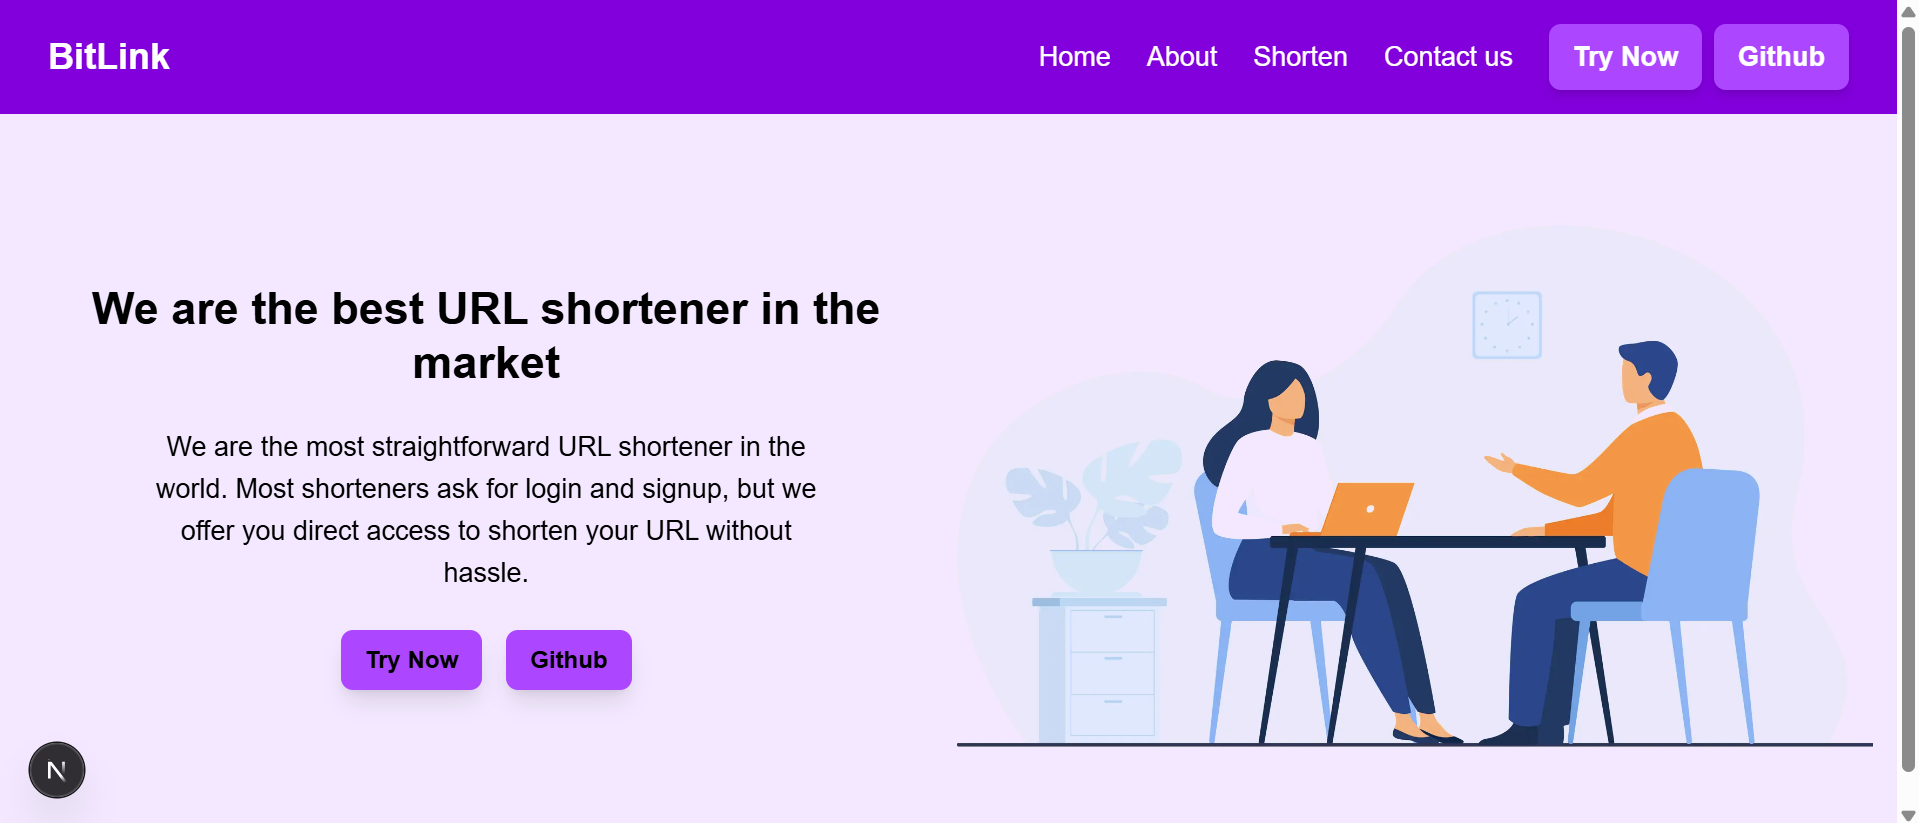 BitLink
Home About Shorten Contact us Try Now Github
We are the best URL shortener in the
market
We are the most straightforward URL shortener in the
world. Most shorteners ask for login and signup, but we
offer you direct access to shorten your URL without
hassle.
Try Now Github
N